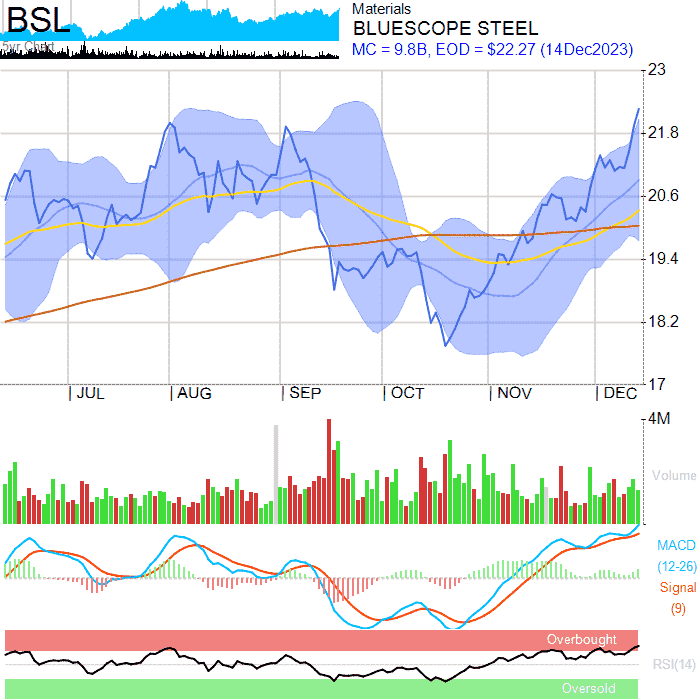 BSL
5yr Chart
Materials
BLUESCOPE STEEL
MC = 9.8B, EOD = $22.27 (14Dec2023)
23
21.8
20.6
19.4
18.2
17
JUL AUG SEP OCT NOV DEC
4M
Volume
MACD
(12-26)
Signal
(9)
Overbought
RSI(14)
Oversold